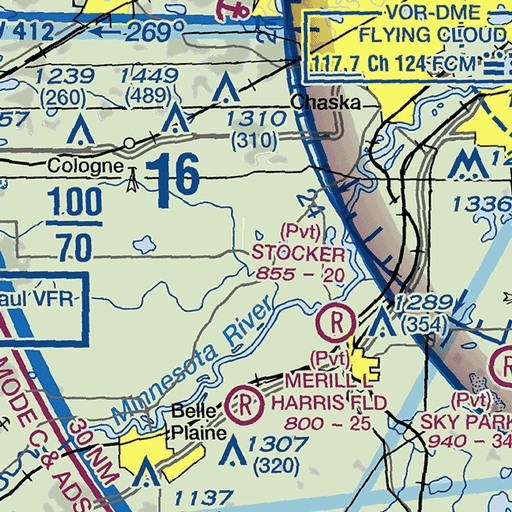 V 412
269°
VOR-DME
FLYING CLOUD
117.7 Ch 124 FCM
1239
(260)
1449
(489)
Chaska
1310
(310)
57
Cologne
16
100
70
24
1336
(Pvt)
STOCKER
855 - 20
aul VFR
R
1289
(354)
Minnesota River
MODE C & ADS
30 NM
(Pvt)
MERILL L
HARRIS FLD
800 - 25
R
R
(Pvt)
SKY PARK
940 - 34
Belle
Plaine
1307
(320)
1137